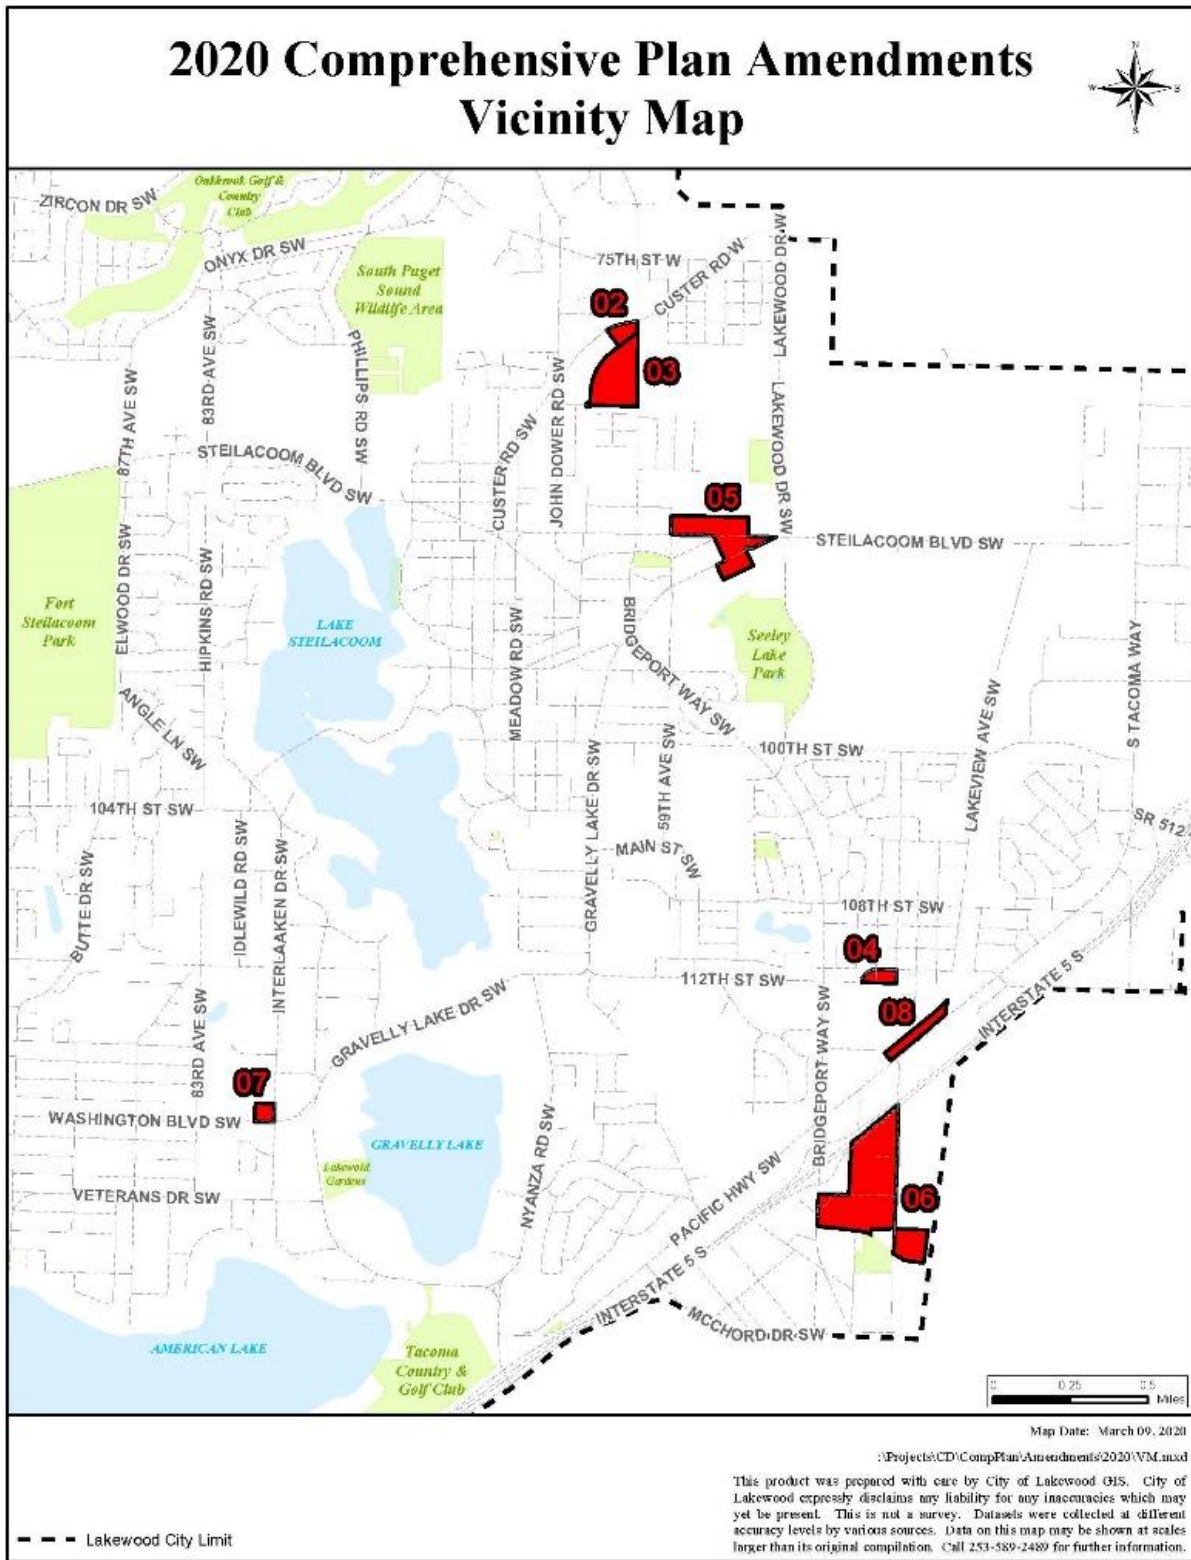 2020 Comprehensive Plan Amendments
Vicinity Map
N
W
E
S
Oakbrook Golf &
Country
Club
ZIRCON DR SW
ONYX DR SW
South Puget
Sound
Wildlife Area
75TH ST W
CUSTER RD W
LAKEWOOD DR W
02
03
83RD AVE SW
PHILLIPS RD SW
87TH AVE SW
JOHN DOWER RD SW
CUSTER RD SW
LAKEWOOD DR SW
STEILACOOM BLVD SW
05
STEILACOOM BLVD SW
Fort
Steilacoom
Park
ELWOOD DR SW
HIPKINS RD SW
LAKE
STEILACOOM
MEADOW RD SW
BRIDGEPORT WAY SW
Seeley
Lake
Park
S TACOMA WAY
LAKEVIEW AVE SW
ANGLE LN SW
100TH ST SW
59TH AVE SW
GRAVELLY LAKE DR SW
104TH ST SW
SR 512
IDLEWILD RD SW
INTERLAAKEN DR SW
MAIN ST SW
BUTTE DR SW
108TH ST SW
04
112TH ST SW
08
INTERSTATE 5 S
BRIDGEPORT WAY SW
GRAVELLY LAKE DR SW
83RD AVE SW
07
WASHINGTON BLVD SW
GRAVELLY LAKE
NYANZA RD SW
Lakewold
Gardens
VETERANS DR SW
06
PACIFIC HWY SW
INTERSTATE 5 S
MCCHORD DR SW
AMERICAN LAKE
Tacoma
Country &
Golf Club
0 0.25 0.5
Miles
Map Date: March 09, 2020
:\Projects\CD\CompPlan\Amendments\2020\VM.mxd
This product was prepared with care by City of Lakewood GIS. City of
Lakewood expressly disclaims any liability for any inaccuracies which may
yet be present. This is not a survey. Datasets were collected at different
accuracy levels by various sources. Data on this map may be shown at scales
larger than its original compilation. Call 253-589-2489 for further information.
Lakewood City Limit